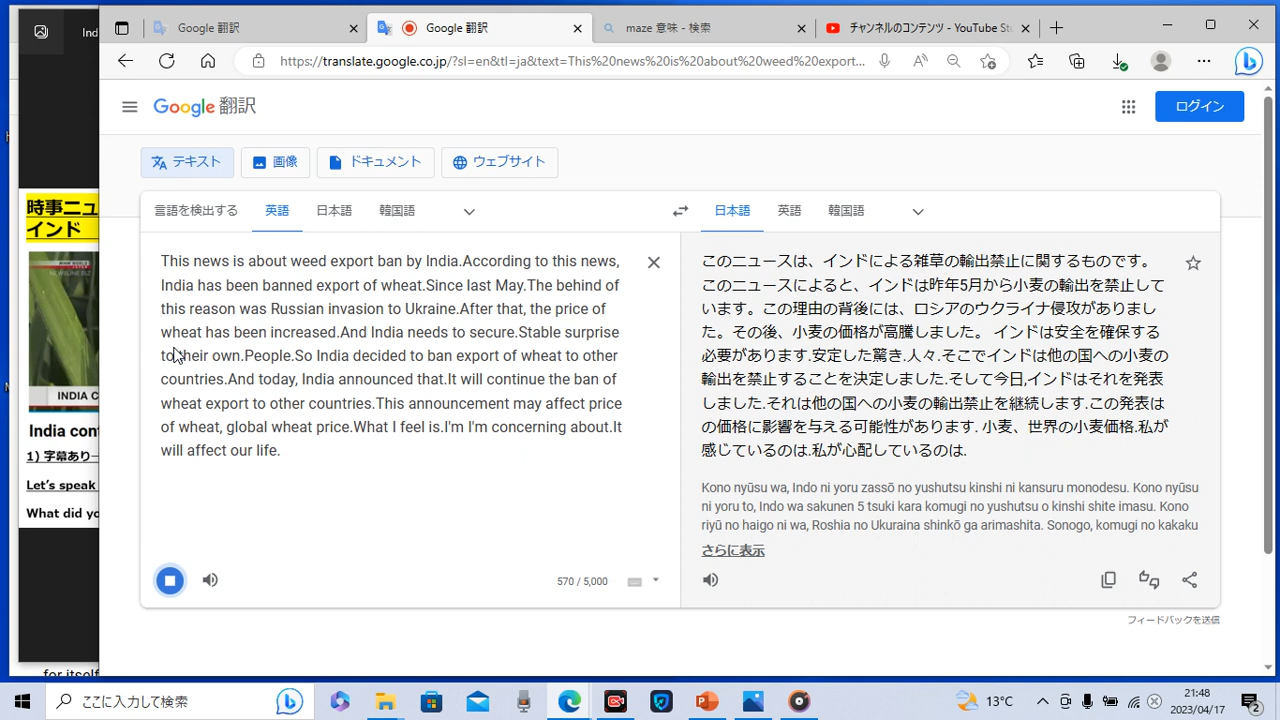 Ind
Google 翻訳
Google 翻訳
maze 意味 - 検索
チャンネルのコンテンツ - YouTube St
https://translate.google.co.jp/?sl=en&tl=ja&text=This%20news%20is%20about%20weed%20export...
Google 翻訳
ログイン
テキスト
画像
ドキュメント
ウェブサイト
言語を検出する
英語
日本語
韓国語
日本語
英語
韓国語
This news is about weed export ban by India.According to this news,
India has been banned export of wheat.Since last May.The behind of
this reason was Russian invasion to Ukraine.After that, the price of
wheat has been increased.And India needs to secure.Stable surprise
to their own.People.So India decided to ban export of wheat to other
countries.And today, India announced that.It will continue the ban of
wheat export to other countries.This announcement may affect price
of wheat, global wheat price.What I feel is.I'm I'm concerning about.It
will affect our life.
570 / 5,000
このニュースは、インドによる雑草の輸出禁止に関するものです。
このニュースによると、インドは昨年5月から小麦の輸出を禁止して
います。この理由の背後には、ロシアのウクライナ侵攻がありまし
た。その後、小麦の価格が高騰しました。 インドは安全を確保する
必要があります.安定した驚き.人々.そこでインドは他の国への小麦の
輸出を禁止することを決定しました.そして今日,インドはそれを発表
しました.それは他の国への小麦の輸出禁止を継続します.この発表は
の価格に影響を与える可能性があります. 小麦、世界の小麦価格.私が
感じているのは.私が心配しているのは.
Kono nyūsu wa, Indo ni yoru zassō no yushutsu kinshi ni kansuru monodesu. Kono nyūsu
ni yoru to, Indo wa sakunen 5 tsuki kara komugi no yushutsu o kinshi shite imasu. Kono
riyū no haigo ni wa, Roshia no Ukuraina shinkō ga arimashita. Sonogo, komugi no kakaku
さらに表示
フィードバックを送信
時事ニュ
インド
INDIA C
India con
1) 字幕あり
Let's speak
What did yo
for itself
ここに入力して検索
13°C
21:48
2023/04/17
2